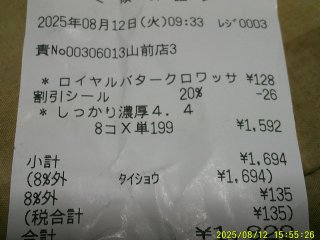 2025年08月12日(火)09:33 レジ0003
責No00306013山前店3
* ロイヤルバタークロワッサ ¥128
割引シール 20% -26
* しっかり濃厚4.4
8コX単199 ¥1,592
小計 ¥1,694
(8%外 タイショウ ¥1,694)
8%外 ¥135
(税合計 ¥135)
合計
2025/08/12 15:55:26